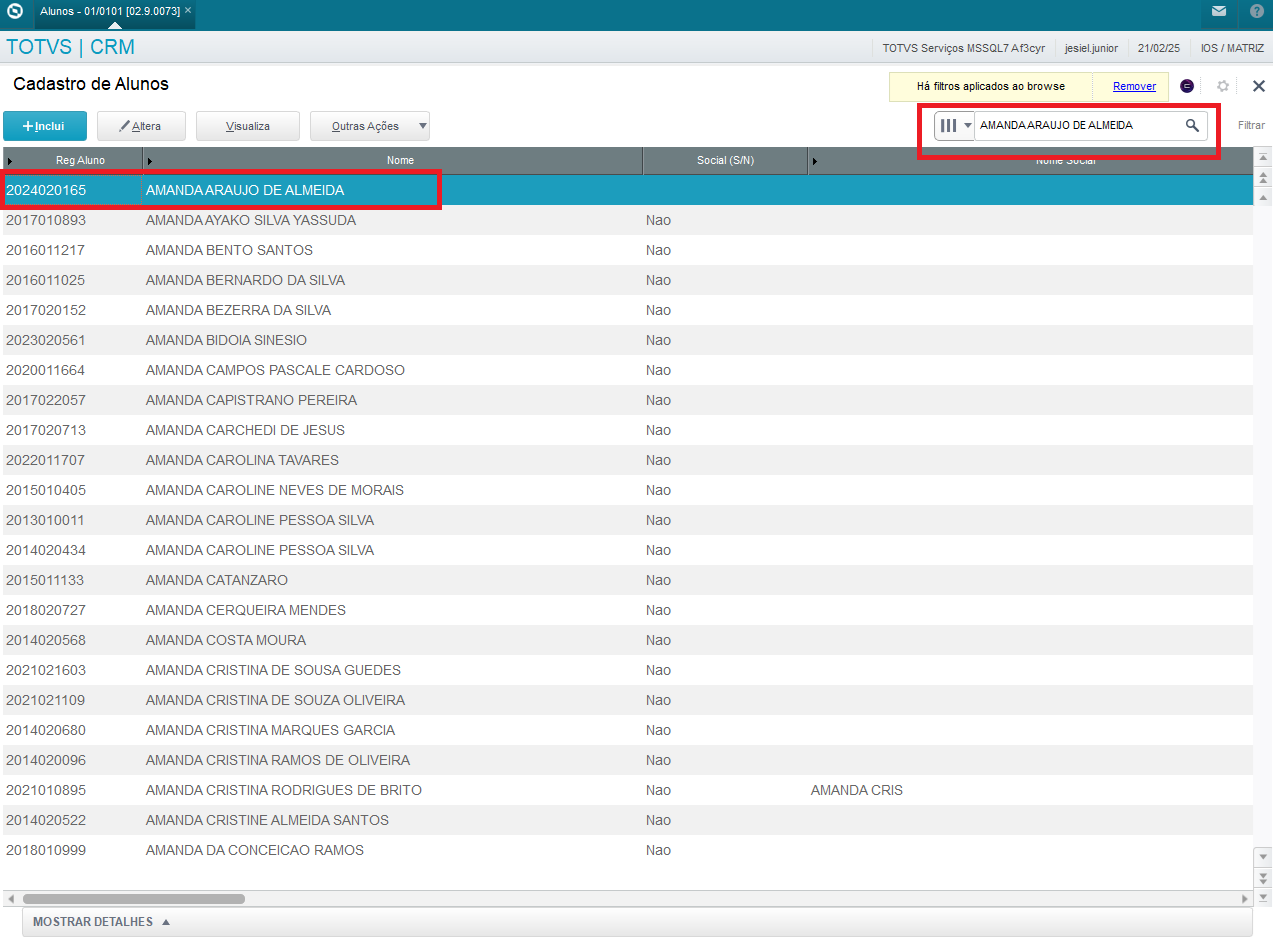 Alunos - 01/0101 [02.9.0073] ×
TOTVS | CRM
TOTVS Serviços MSSQL7 Af3cyr jesiel.junior 21/02/25 IOS / MATRIZ
Cadastro de Alunos
Há filtros aplicados ao browse Remover
+Inclui Altera Visualiza Outras Ações
AMANDA ARAUJO DE ALMEIDA Filtrar
Reg Aluno Nome Social (S/N) Nome Social
2024020165 AMANDA ARAUJO DE ALMEIDA
2017010893 AMANDA AYAKO SILVA YASSUDA Nao
2016011217 AMANDA BENTO SANTOS Nao
2016011025 AMANDA BERNARDO DA SILVA Nao
2017020152 AMANDA BEZERRA DA SILVA Nao
2023020561 AMANDA BIDOIA SINESIO Nao
2020011664 AMANDA CAMPOS PASCALE CARDOSO Nao
2017022057 AMANDA CAPISTRANO PEREIRA Nao
2017020713 AMANDA CARCHEDI DE JESUS Nao
2022011707 AMANDA CAROLINA TAVARES Nao
2015010405 AMANDA CAROLINE NEVES DE MORAIS Nao
2013010011 AMANDA CAROLINE PESSOA SILVA Nao
2014020434 AMANDA CAROLINE PESSOA SILVA Nao
2015011133 AMANDA CATANZARO Nao
2018020727 AMANDA CERQUEIRA MENDES Nao
2014020568 AMANDA COSTA MOURA Nao
2021021603 AMANDA CRISTINA DE SOUSA GUEDES Nao
2021021109 AMANDA CRISTINA DE SOUZA OLIVEIRA Nao
2014020680 AMANDA CRISTINA MARQUES GARCIA Nao
2014020096 AMANDA CRISTINA RAMOS DE OLIVEIRA Nao
2021010895 AMANDA CRISTINA RODRIGUES DE BRITO Nao AMANDA CRIS
2014020522 AMANDA CRISTINE ALMEIDA SANTOS Nao
2018010999 AMANDA DA CONCEICAO RAMOS Nao
MOSTRAR DETALHES